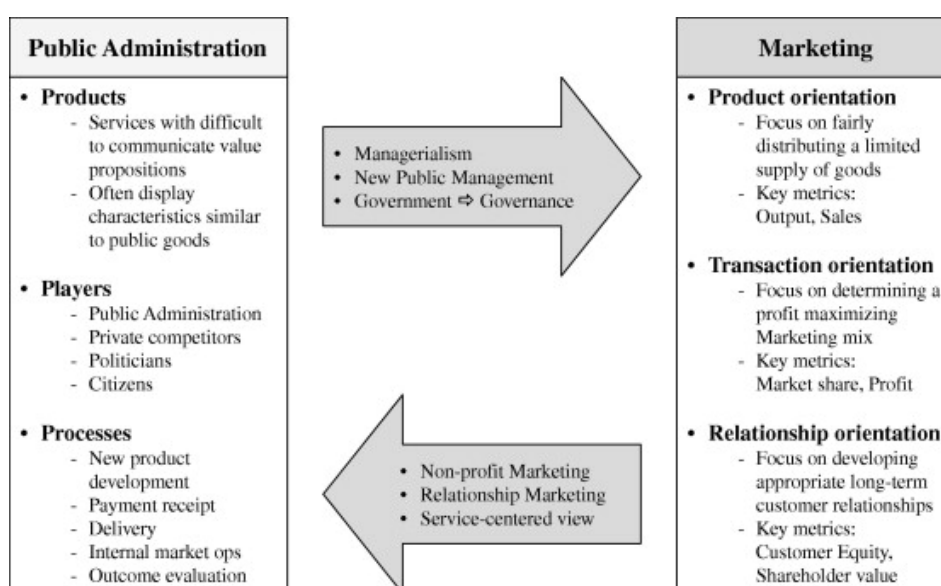 Public Administration
• Products
- Services with difficult
to communicate value
propositions
- Often display
characteristics similar
to public goods
• Players
- Public Administration
- Private competitors
- Politicians
- Citizens
• Processes
- New product
development
- Payment receipt
- Delivery
- Internal market ops
- Outcome evaluation
• Managerialism
• New Public Management
• Government ⇨ Governance
• Non-profit Marketing
• Relationship Marketing
• Service-centered view
Marketing
• Product orientation
- Focus on fairly
distributing a limited
supply of goods
- Key metrics:
Output, Sales
• Transaction orientation
- Focus on determining a
profit maximizing
Marketing mix
- Key metrics:
Market share, Profit
• Relationship orientation
- Focus on developing
appropriate long-term
customer relationships
- Key metrics:
Customer Equity,
Shareholder value